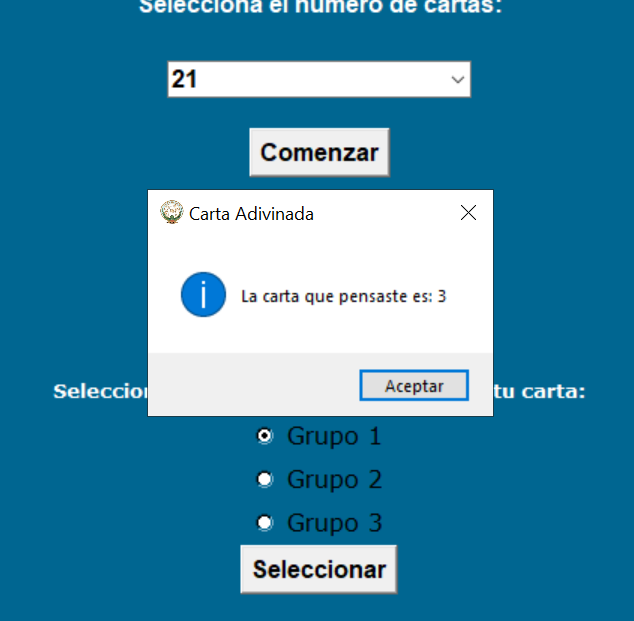 Selecciona el número de cartas:
21
Comenzar
Carta Adivinada
La carta que pensaste es: 3
Aceptar
tu carta:
Grupo 1
Grupo 2
Grupo 3
Seleccionar